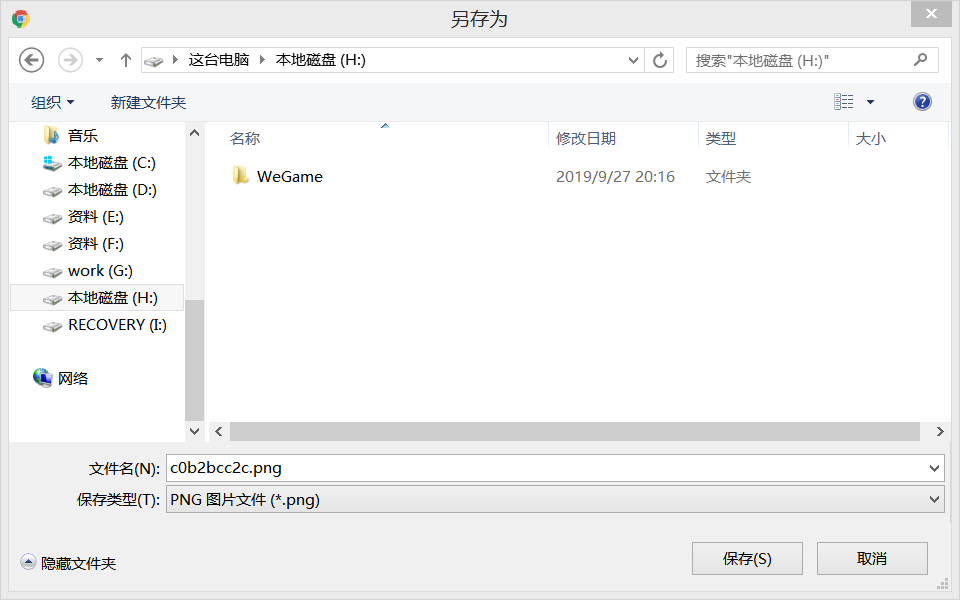 另存为
这台电脑 本地磁盘 (H:)
搜索"本地磁盘 (H:)"
组织 新建文件夹
名称 修改日期 类型 大小
WeGame 2019/9/27 20:16 文件夹
音乐
本地磁盘 (C:)
本地磁盘 (D:)
资料 (E:)
资料 (F:)
work (G:)
本地磁盘 (H:)
RECOVERY (I:)
网络
文件名(N): c0b2bcc2c.png
保存类型(T): PNG 图片文件 (*.png)
隐藏文件夹
保存(S) 取消